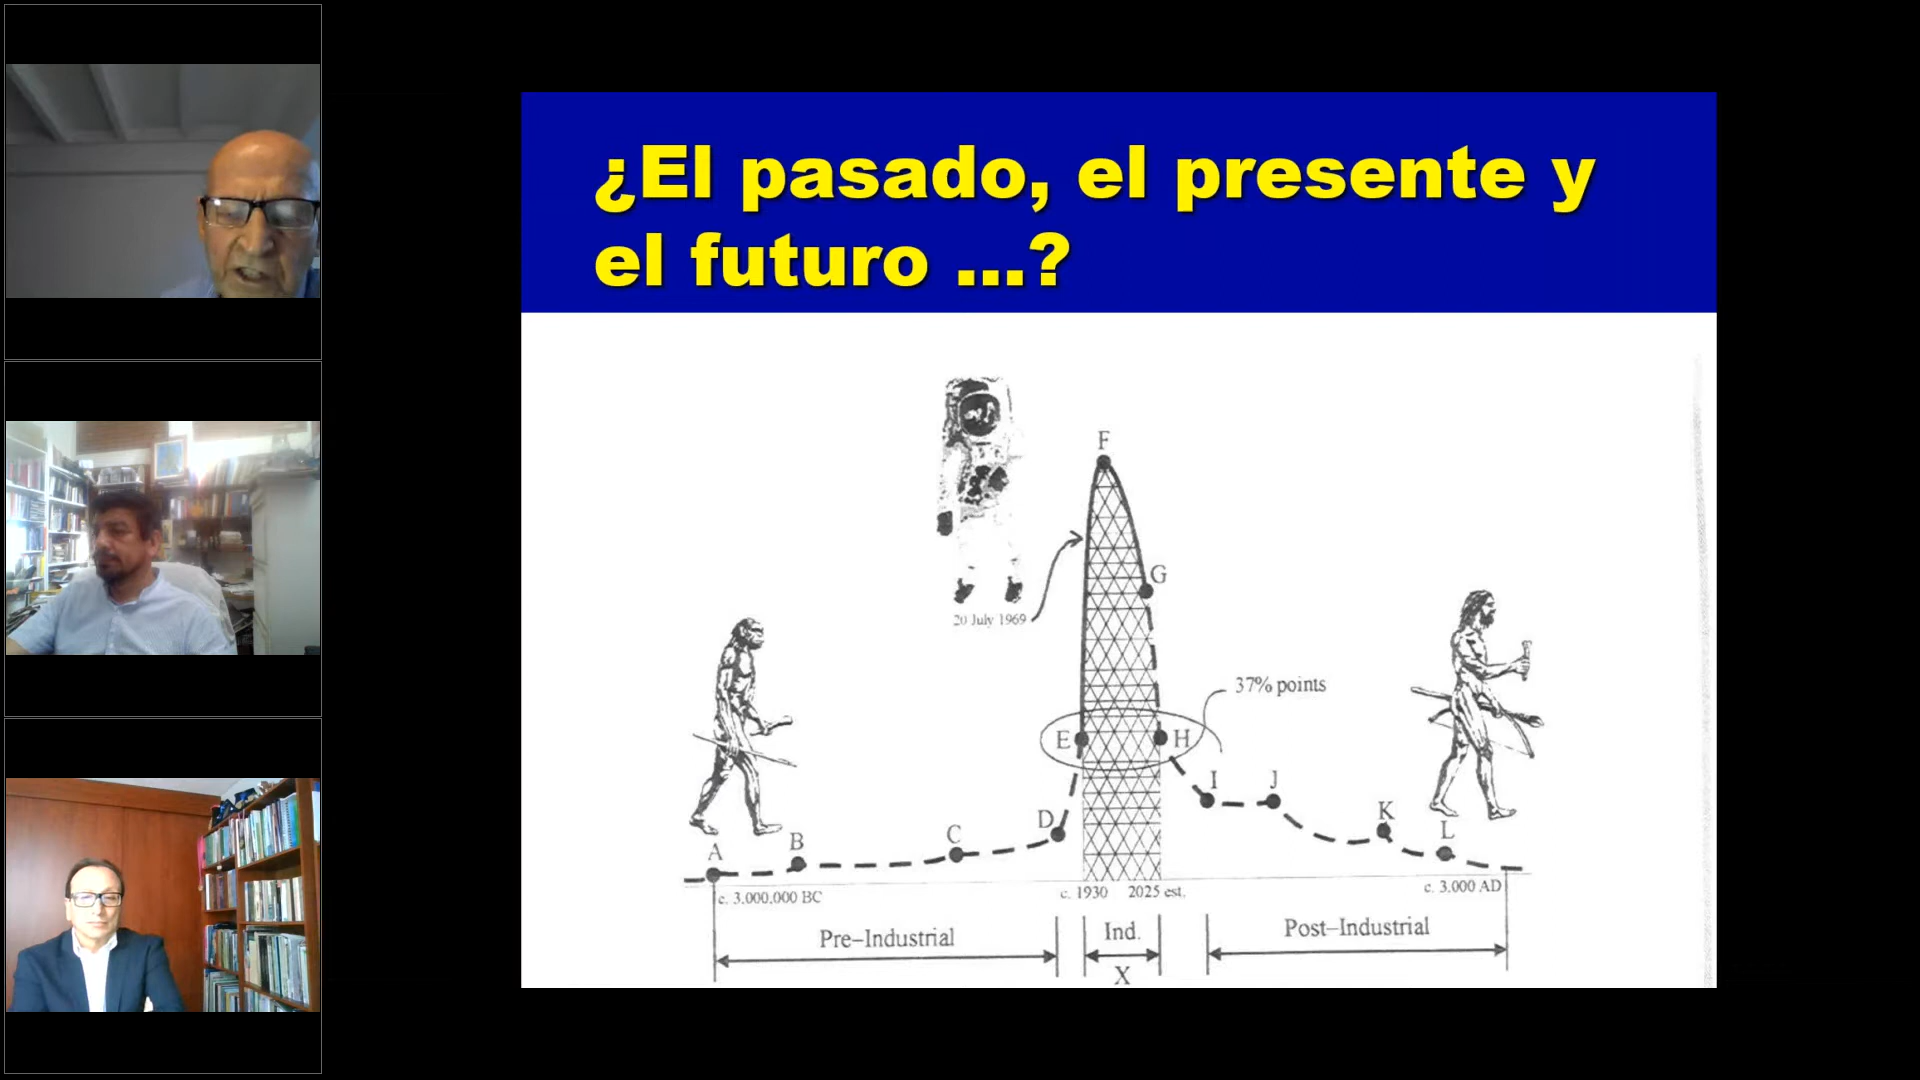 ¿El pasado, el presente y
el futuro ...?
F
G
20 July 1969
37% points
E
H
I
J
D
K
C
L
B
A
c. 3.000.000 BC
c. 1930
2025 est.
c. 3.000 AD
Pre–Industrial
Ind.
Post–Industrial
X